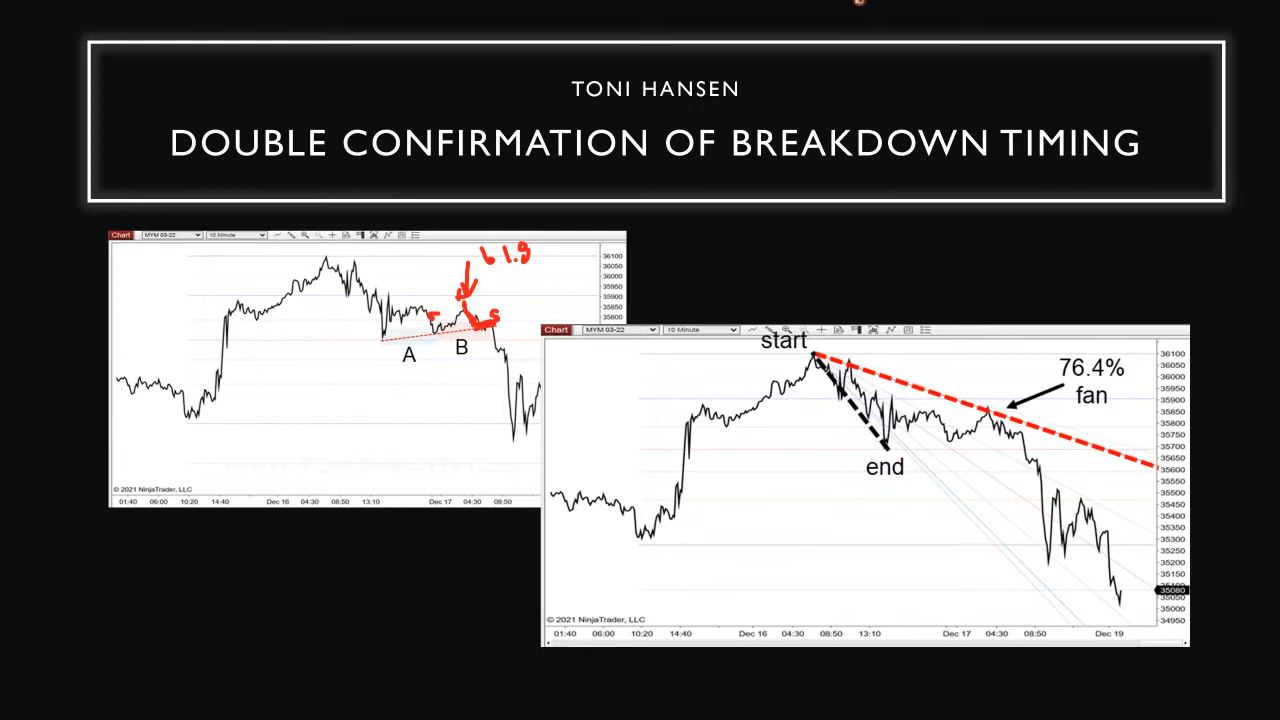 TONI HANSEN
DOUBLE CONFIRMATION OF BREAKDOWN TIMING
Chart MYM 03-22 10 Minute
61.8
5
S
A
B
36100
36050
36000
35950
35900
35850
35800
© 2021 NinjaTrader, LLC
01:40 06:00 10:20 14:40 Dec 16 04:30 08:50 13:10 Dec 17 04:30 08:50
Chart MYM 03-22 10 Minute
start
76.4%
fan
end
36100
36050
36000
35950
35900
35850
35800
35750
35700
35650
35600
35550
35500
35450
35400
35350
35300
35250
35200
35150
35100
35080
35050
35000
34950
© 2021 NinjaTrader, LLC
01:40 06:00 10:20 14:40 Dec 16 04:30 08:50 13:10 Dec 17 04:30 08:50 Dec 19